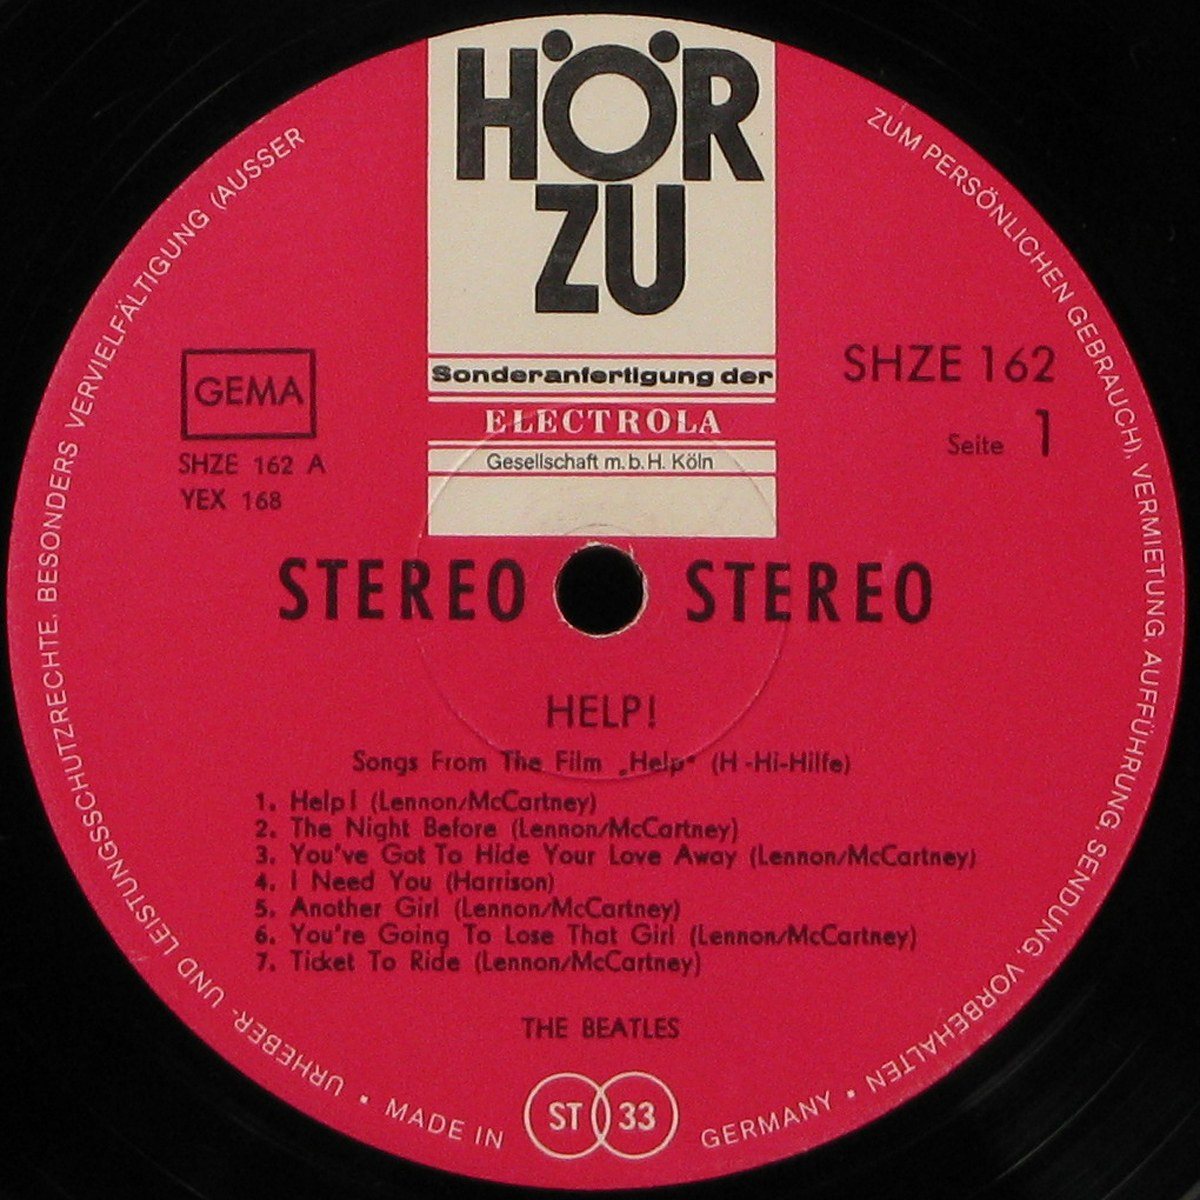 HÖR
ZU
Sonderanfertigung der
ELECTROLA
Gesellschaft m.b.H. Köln
GEMA
SHZE 162 A
YEX 168
SHZE 162
Seite 1
STEREO STEREO
HELP!
Songs From The Film „Help“ (H-Hi-Hilfe)
1. Help! (Lennon/McCartney)
2. The Night Before (Lennon/McCartney)
3. You've Got To Hide Your Love Away (Lennon/McCartney)
4. I Need You (Harrison)
5. Another Girl (Lennon/McCartney)
6. You're Going To Lose That Girl (Lennon/McCartney)
7. Ticket To Ride (Lennon/McCartney)
THE BEATLES
ST 33
URHEBER- UND LEISTUNGSSCHUTZRECHTE, BESONDERS VERVIELFÄLTIGUNG (AUSSER
ZUM PERSÖNLICHEN GEBRAUCH), VERMIETUNG, AUFFÜHRUNG, SENDUNG, VORBEHALTEN
• MADE IN GERMANY •